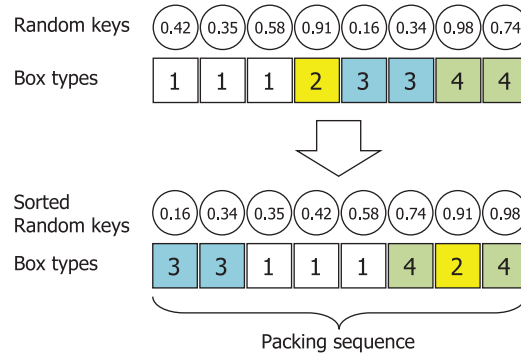 Random keys 0.42 0.35 0.58 0.91 0.16 0.34 0.98 0.74
Box types 1 1 1 2 3 3 4 4
Sorted
Random keys 0.16 0.34 0.35 0.42 0.58 0.74 0.91 0.98
Box types 3 3 1 1 1 4 2 4
Packing sequence